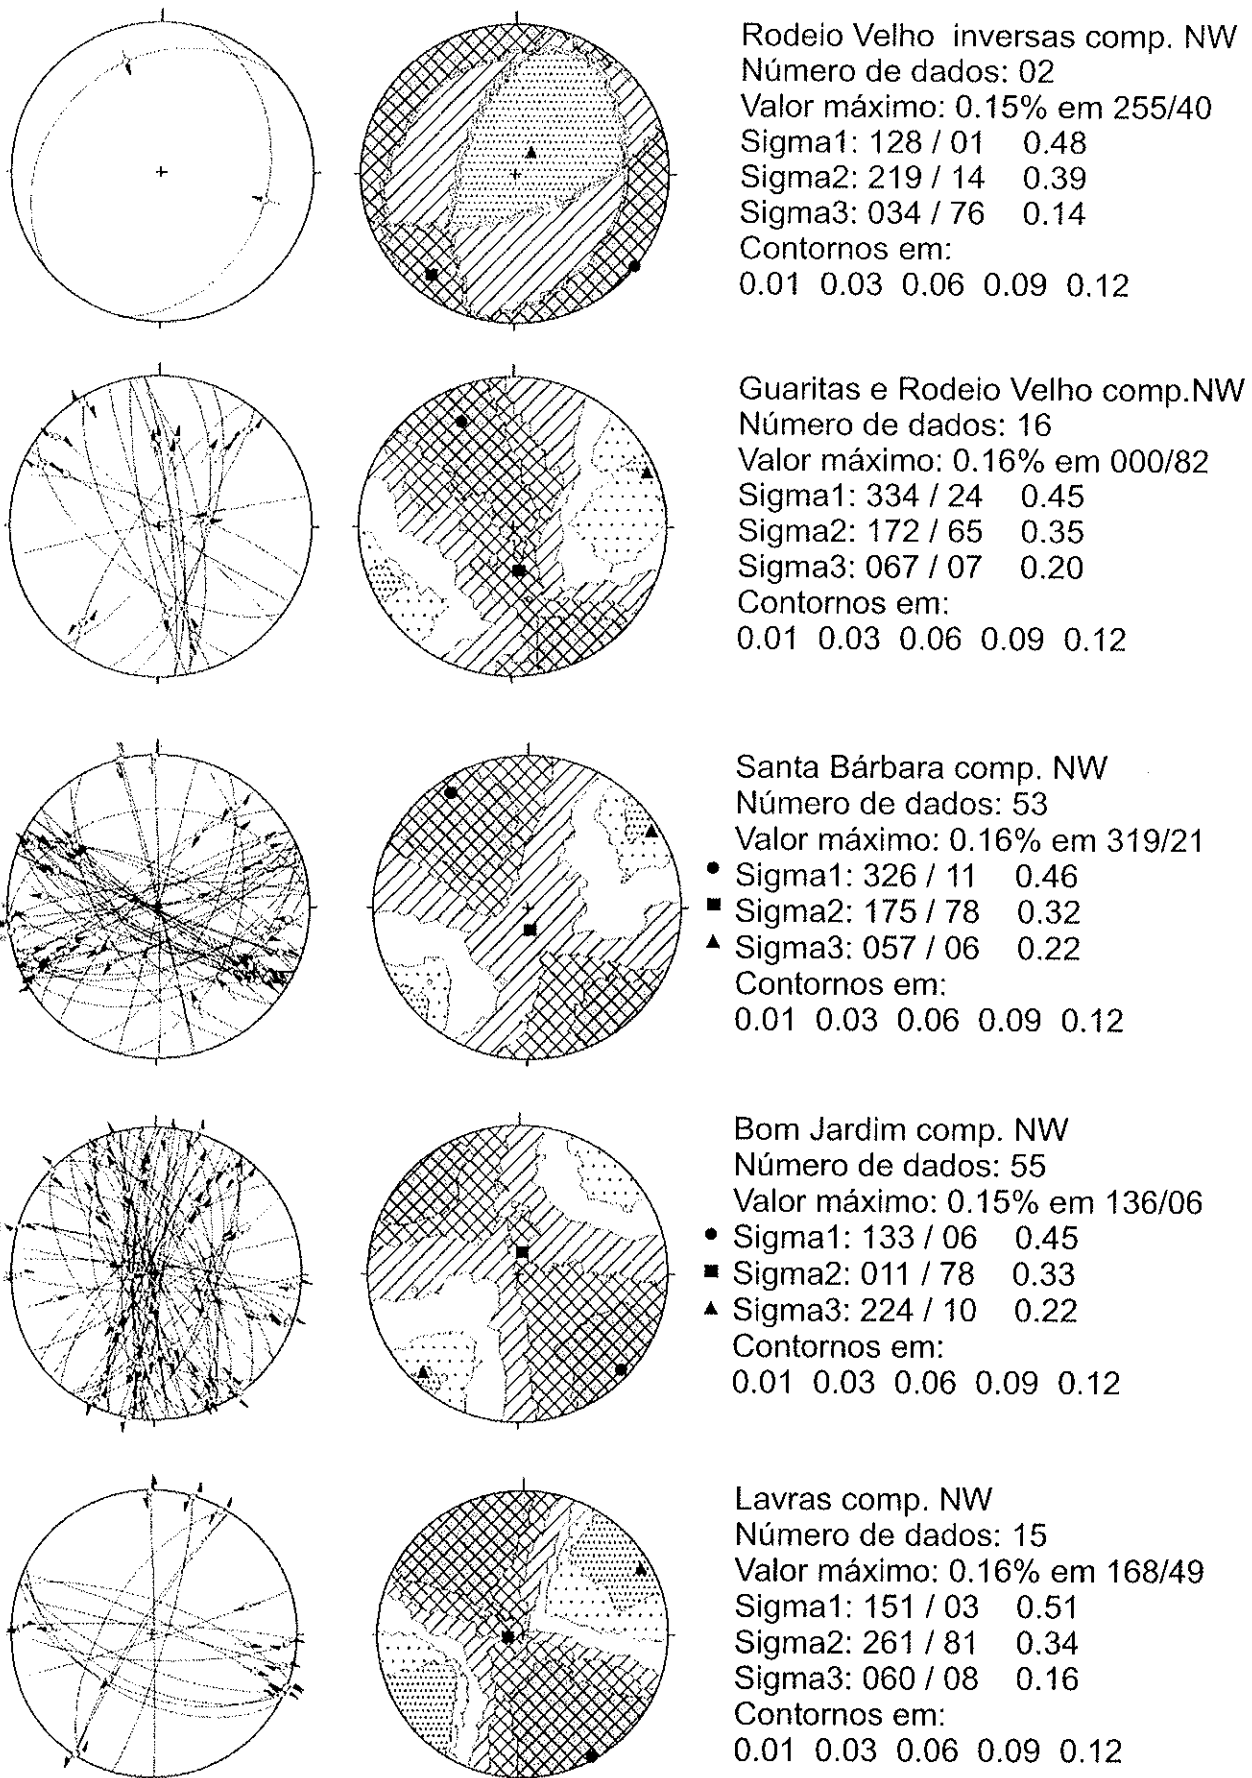 Rodeio Velho inversas comp. NW
Número de dados: 02
Valor máximo: 0.15% em 255/40
Sigma1: 128 / 01 0.48
Sigma2: 219 / 14 0.39
Sigma3: 034 / 76 0.14
Contornos em:
0.01 0.03 0.06 0.09 0.12
Guaritas e Rodeio Velho comp.NW
Número de dados: 16
Valor máximo: 0.16% em 000/82
Sigma1: 334 / 24 0.45
Sigma2: 172 / 65 0.35
Sigma3: 067 / 07 0.20
Contornos em:
0.01 0.03 0.06 0.09 0.12
Santa Bárbara comp. NW
Número de dados: 53
Valor máximo: 0.16% em 319/21
Sigma1: 326 / 11 0.46
Sigma2: 175 / 78 0.32
Sigma3: 057 / 06 0.22
Contornos em:
0.01 0.03 0.06 0.09 0.12
Bom Jardim comp. NW
Número de dados: 55
Valor máximo: 0.15% em 136/06
Sigma1: 133 / 06 0.45
Sigma2: 011 / 78 0.33
Sigma3: 224 / 10 0.22
Contornos em:
0.01 0.03 0.06 0.09 0.12
Lavras comp. NW
Número de dados: 15
Valor máximo: 0.16% em 168/49
Sigma1: 151 / 03 0.51
Sigma2: 261 / 81 0.34
Sigma3: 060 / 08 0.16
Contornos em:
0.01 0.03 0.06 0.09 0.12